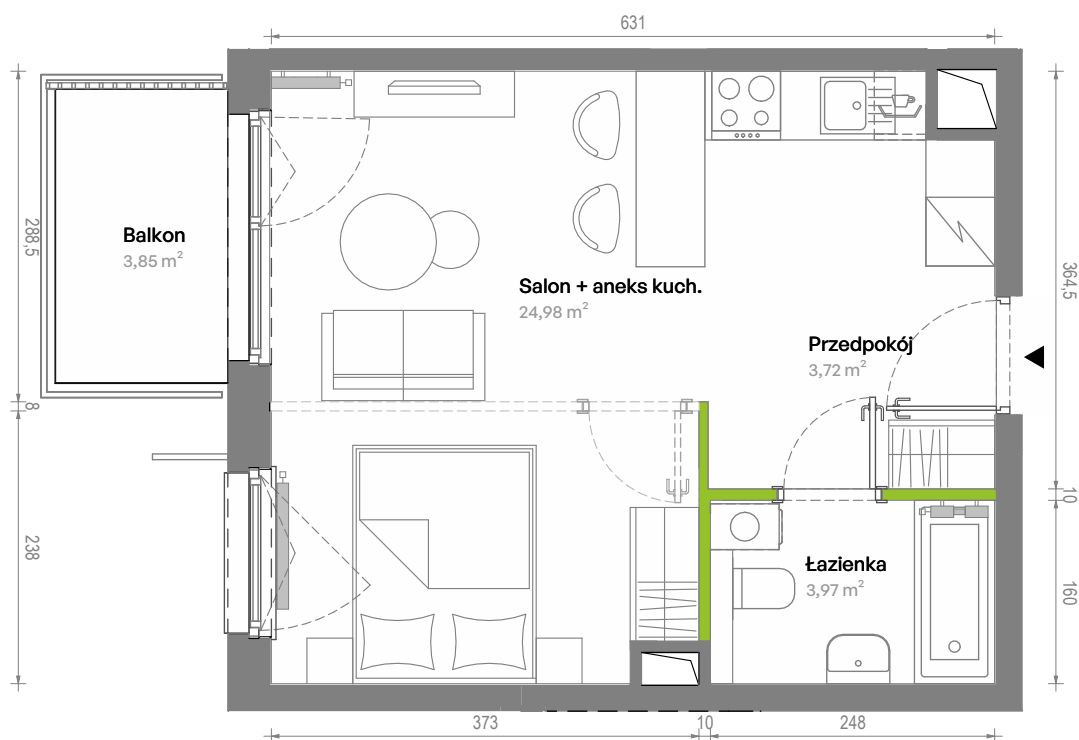 631
Balkon
3,85 m²
288,5
Salon + aneks kuch.
24,98 m²
364,5
Przedpokój
3,72 m²
8
10
238
Łazienka
3,97 m²
160
373
10
248